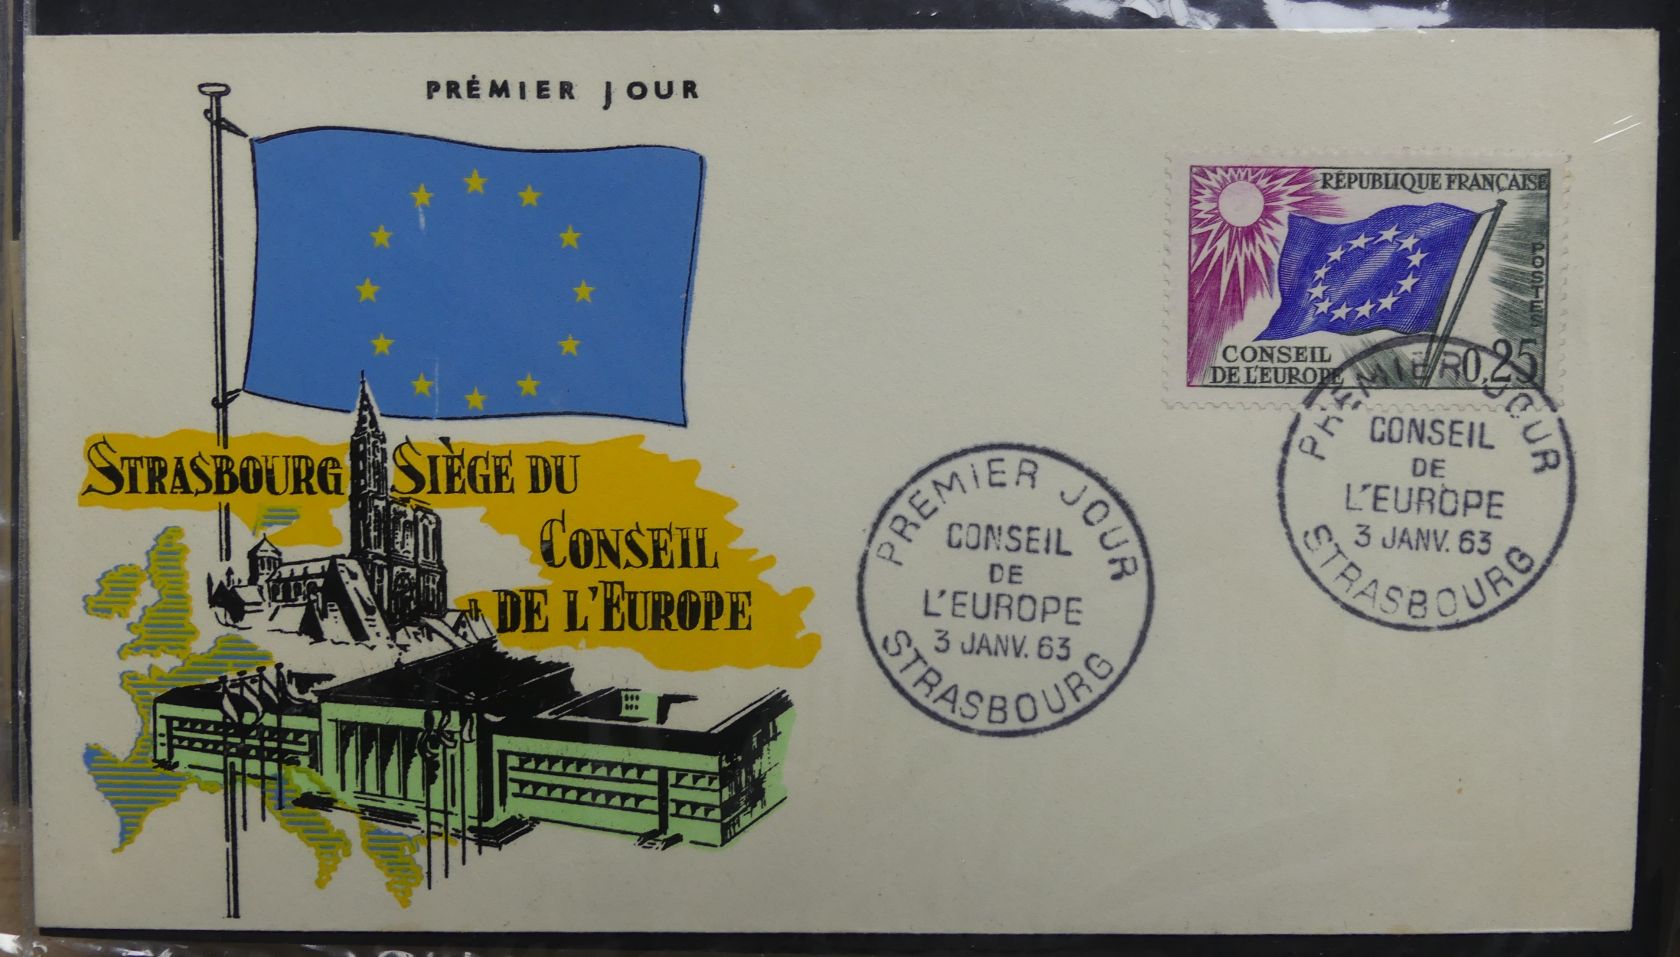 PRÉMIER JOUR
STRASBOURG SIÈGE DU
CONSEIL
DE L'EUROPE
RÉPUBLIQUE FRANÇAISE
POSTES
CONSEIL
DE L'EUROPE
0,25
PREMIER JOUR
CONSEIL
DE
L'EUROPE
3 JANV. 63
STRASBOURG
PREMIER JOUR
CONSEIL
DE
L'EUROPE
3 JANV. 63
STRASBOURG